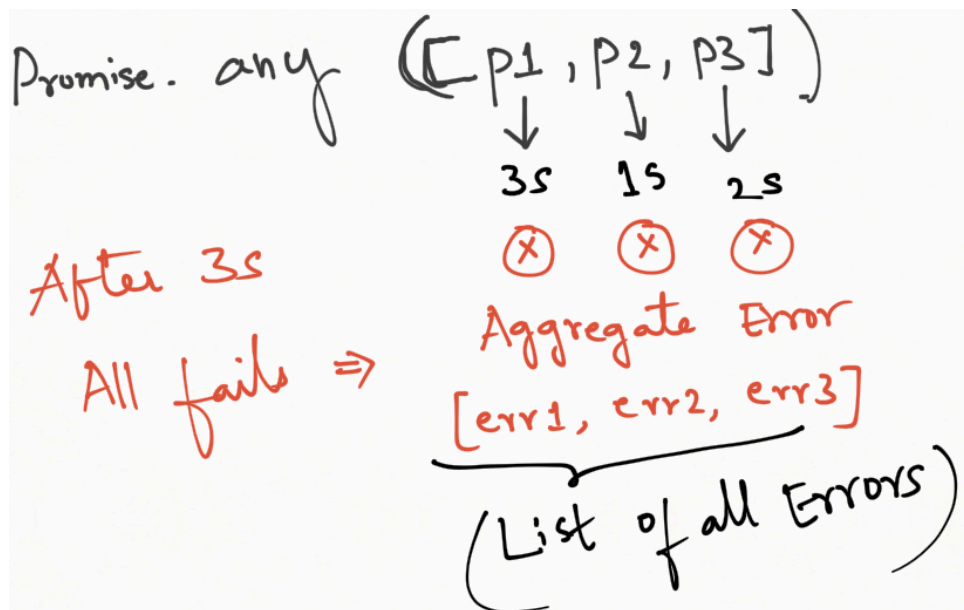 Promise. any ([p1, p2, p3])
3s 1s 2s
x x x
After 3s
Aggregate Error
All fails ⇒
[err1, err2, err3]
(List of all Errors)